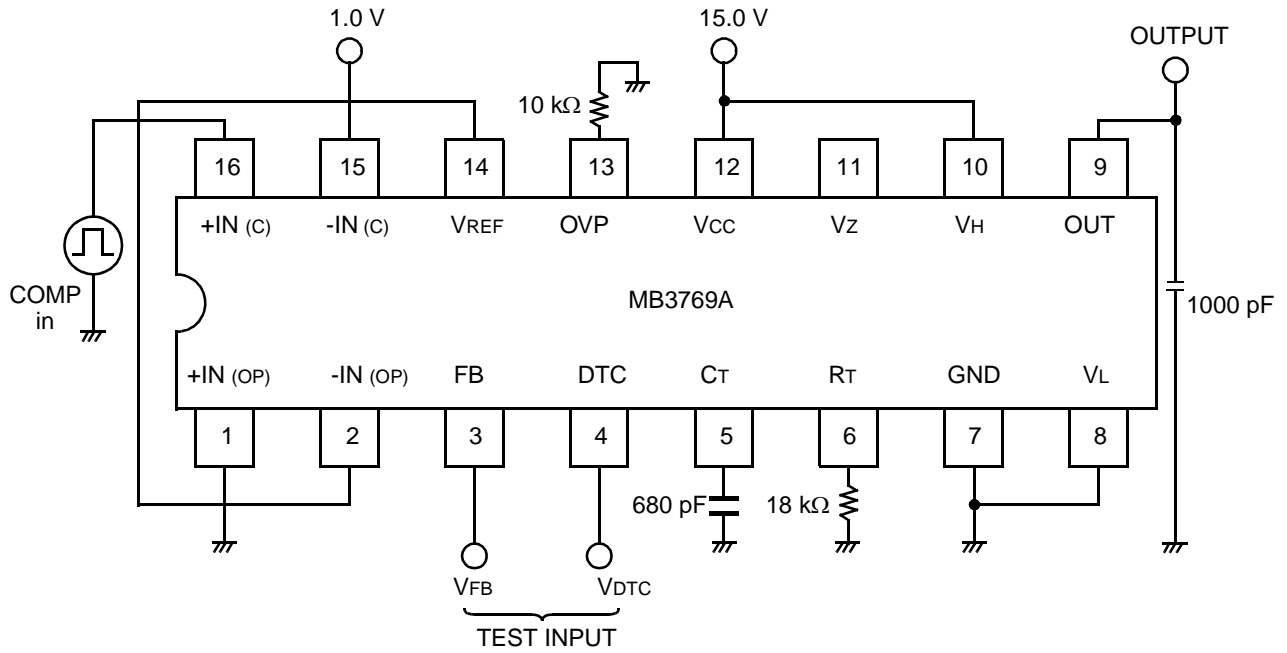 1.0 V
15.0 V
OUTPUT
10 kΩ
16
15
14
13
12
11
10
9
+IN (C)
-IN (C)
VREF
OVP
VCC
VZ
VH
OUT
COMP
in
MB3769A
1000 pF
+IN (OP)
-IN (OP)
FB
DTC
CT
RT
GND
VL
1
2
3
4
5
6
7
8
680 pF
18 kΩ
VFB
VDTC
TEST INPUT